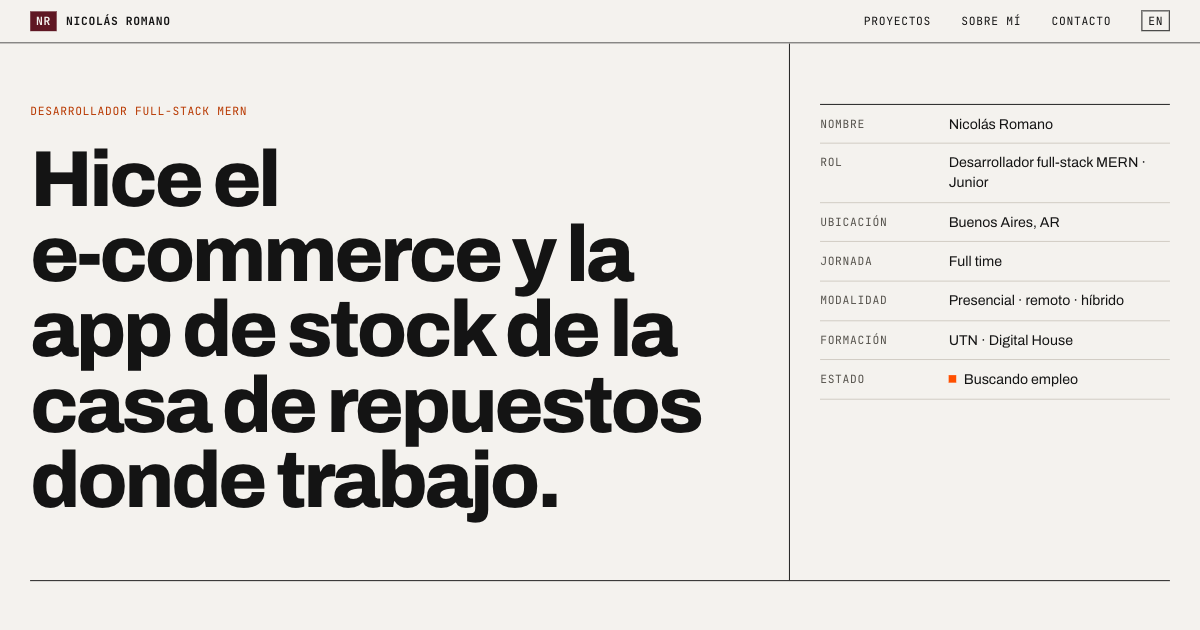 NR NICOLÁS ROMANO
PROYECTOS SOBRE MÍ CONTACTO EN
DESARROLLADOR FULL-STACK MERN
Hice el
e-commerce y la
app de stock de la
casa de repuestos
donde trabajo.
NOMBRE Nicolás Romano
ROL Desarrollador full-stack MERN ·
Junior
UBICACIÓN Buenos Aires, AR
JORNADA Full time
MODALIDAD Presencial · remoto · híbrido
FORMACIÓN UTN · Digital House
ESTADO Buscando empleo